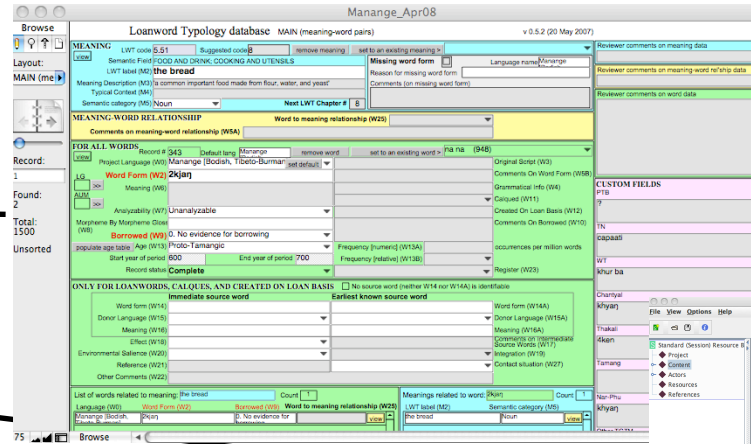 Manange_Apr08
Browse
Layout:
MAIN (me
Record:
1
Found:
2
Total:
1500
Unsorted
Loanword Typology database MAIN (meaning-word pairs)
v 0.5.2 (20 May 2007)
MEANING LWT code 5.51 Suggested code 8 remove meaning set to an existing meaning >
view Semantic Field FOOD AND DRINK; COOKING AND UTENSILS
LWT label (M2) the bread
Meaning Description (M3) 'a common important food made from flour, water, and yeast'
Typical Context (M4)
Semantic category (M5) Noun Next LWT Chapter # 8
Missing word form Language name Manange
Reason for missing word form
Comments (on missing word form)
MEANING-WORD RELATIONSHIP Word to meaning relationship (W25)
Comments on meaning-word relationship (W5A)
FOR ALL WORDS Record # 343 Default lang Manange remove word set to an existing word > na na (948)
view Project Language (W0) Manange [Bodish, Tibeto-Burman set default Original Script (W3)
LG Word Form (W2) 2kjaŋ Comments On Word Form (W5B)
>> Meaning (W6) Grammatical Info (W4)
AUM Calqued (W11)
>> Analyzability (W7) Unanalyzable Created On Loan Basis (W12)
Morpheme By Morpheme Gloss (W8) Comments On Borrowed (W10)
Borrowed (W9) 0. No evidence for borrowing
populate age table Age (W13) Proto-Tamangic Frequency [numeric] (W13A) occurences per million words
Start year of period 600 End year of period 700 Frequency [relative] (W13B)
Record status Complete Register (W23)
ONLY FOR LOANWORDS, CALQUES, AND CREATED ON LOAN BASIS No source word (neither W14 nor W14A) is identifiable
Immediate source word Earliest known source word
Word form (W14) Word form (W14A)
Donor Language (W15) Donor Language (W15A)
Meaning (W16) Meaning (W16A)
Effect (W18) Comments on Intermediate Source Words (W17)
Environmental Salience (W20) Integration (W19)
Reference (W21) Contact situation (W27)
Other Comments (W22)
List of words related to meaning: the bread Count 1
Language (W0) Word Form (W2) Borrowed (W9) Word to meaning relationship (W25)
Manange [Bodish, 2kjaŋ 0. No evidence for view
Meanings related to word: 2kjaŋ Count 1
LWT label (M2) Semantic category (M5)
the bread Noun view
Reviewer comments on meaning data
Reviewer comments on meaning-word rel'ship data
Reviewer comments on word data
CUSTOM FIELDS
PTB
?
TN
capaati
WT
khur ba
Chantyal
khyaŋ
Thakali
4ken
Tamang
Nar-Phu
khyaŋ
File View Options Help
Standard (Session) Resource B
Project
Content
Actors
Resources
References
75 Browse